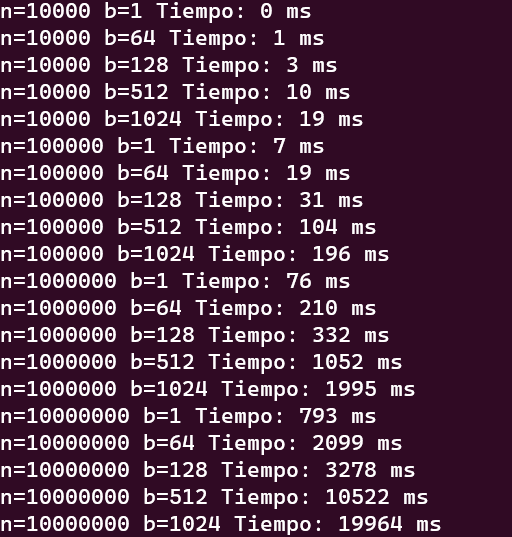 n=10000 b=1 Tiempo: 0 ms
n=10000 b=64 Tiempo: 1 ms
n=10000 b=128 Tiempo: 3 ms
n=10000 b=512 Tiempo: 10 ms
n=10000 b=1024 Tiempo: 19 ms
n=100000 b=1 Tiempo: 7 ms
n=100000 b=64 Tiempo: 19 ms
n=100000 b=128 Tiempo: 31 ms
n=100000 b=512 Tiempo: 104 ms
n=100000 b=1024 Tiempo: 196 ms
n=1000000 b=1 Tiempo: 76 ms
n=1000000 b=64 Tiempo: 210 ms
n=1000000 b=128 Tiempo: 332 ms
n=1000000 b=512 Tiempo: 1052 ms
n=1000000 b=1024 Tiempo: 1995 ms
n=10000000 b=1 Tiempo: 793 ms
n=10000000 b=64 Tiempo: 2099 ms
n=10000000 b=128 Tiempo: 3278 ms
n=10000000 b=512 Tiempo: 10522 ms
n=10000000 b=1024 Tiempo: 19964 ms